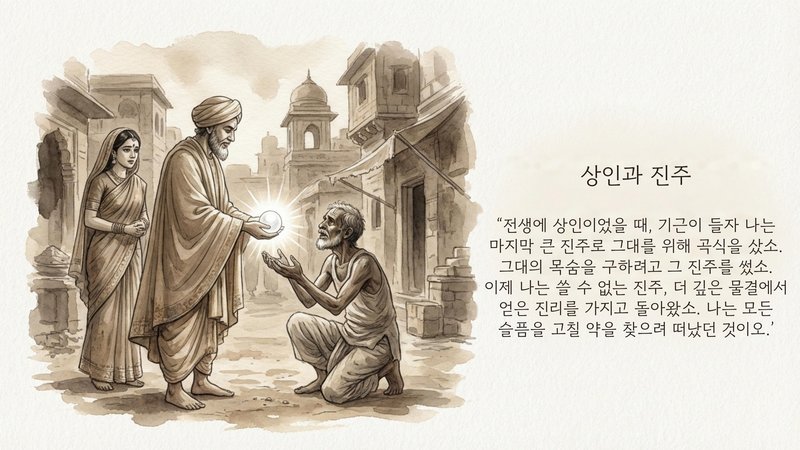 상인과 진주
“전생에 상인이었을 때, 기근이 들자 나는
마지막 큰 진주로 그대를 위해 곡식을 샀소.
그대의 목숨을 구하려고 그 진주를 썼소.
이제 나는 쓸 수 없는 진주, 더 깊은 물결에서
얻은 진리를 가지고 돌아왔소. 나는 모든
슬픔을 고칠 약을 찾으려 떠났던 것이오.’